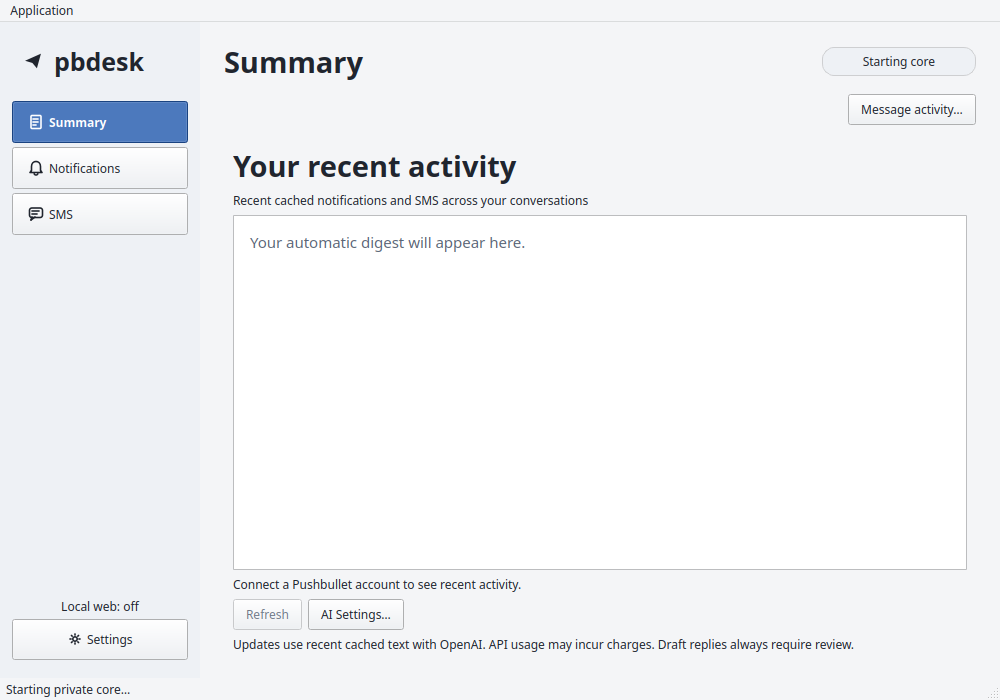 Application
pbdesk
Summary
Notifications
SMS
Local web: off
Settings
Starting private core...
Summary
Starting core
Message activity...
Your recent activity
Recent cached notifications and SMS across your conversations
Your automatic digest will appear here.
Connect a Pushbullet account to see recent activity.
Refresh
AI Settings...
Updates use recent cached text with OpenAI. API usage may incur charges. Draft replies always require review.